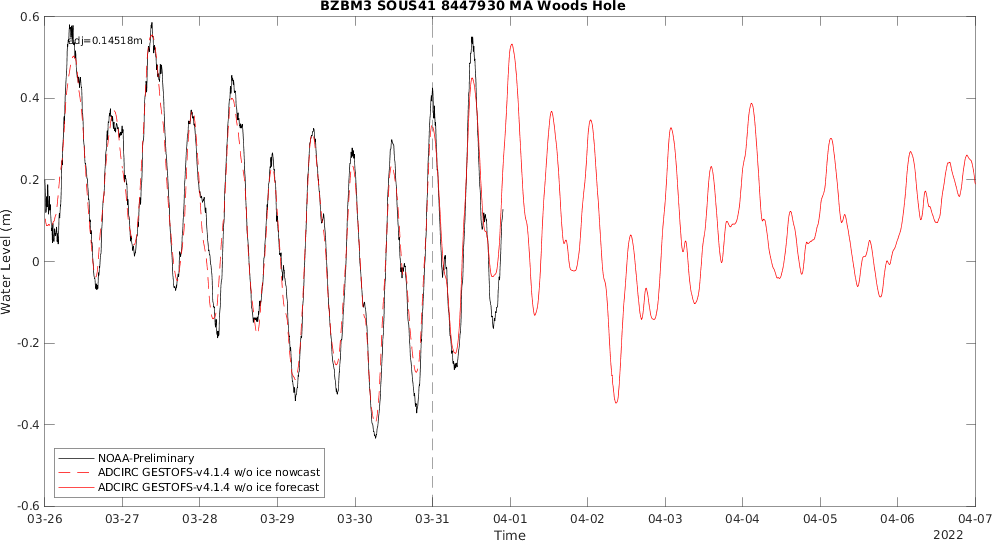 BZBM3 SOUS41 8447930 MA Woods Hole
adj=0.14518m
0.6
0.4
0.2
0
-0.2
-0.4
-0.6
Water Level (m)
NOAA-Preliminary
ADCIRC GESTOFS-v4.1.4 w/o ice nowcast
ADCIRC GESTOFS-v4.1.4 w/o ice forecast
03-26 03-27 03-28 03-29 03-30 03-31 04-01 04-02 04-03 04-04 04-05 04-06 04-07
Time
2022